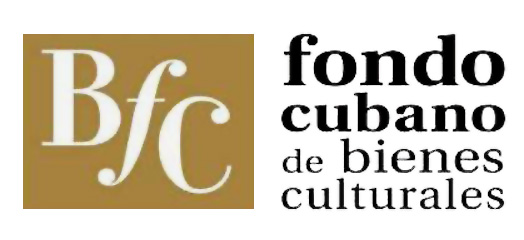 BfC
fondo
cubano
de bienes
culturales